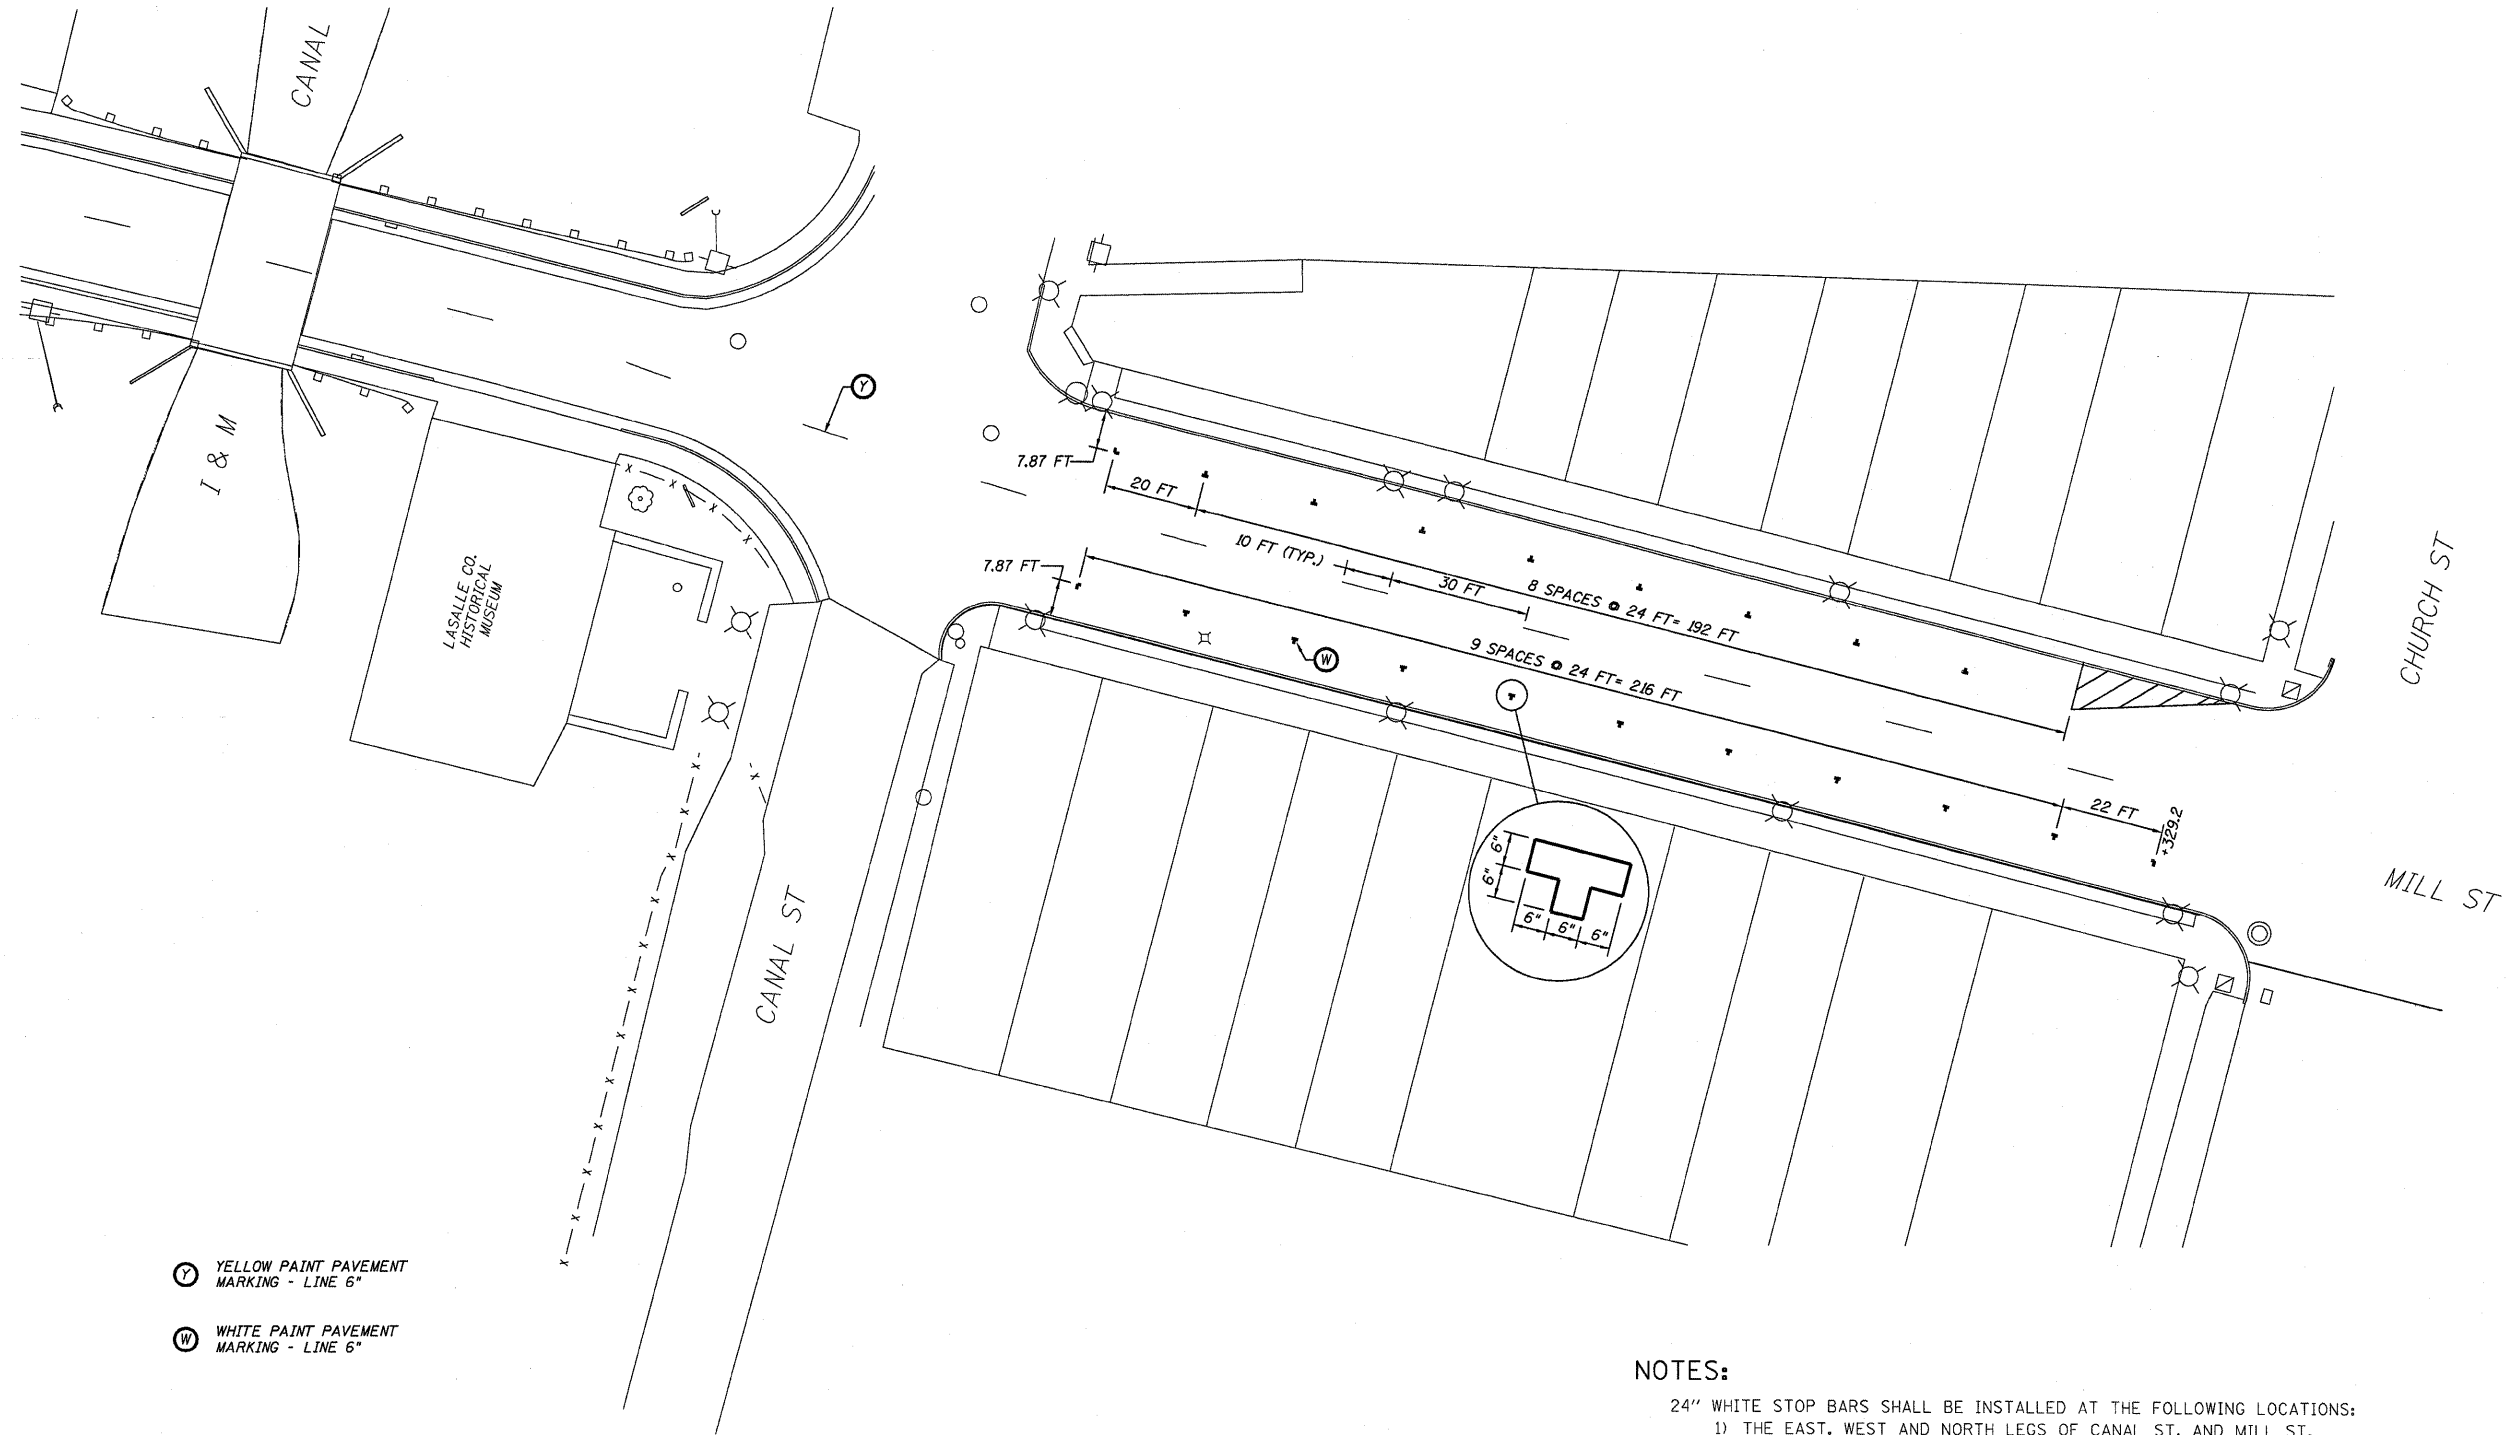 CANAL
I & M
LASALLE CO.
HISTORICAL
MUSEUM
Y
7.87 FT
20 FT
10 FT (TYP.)
30 FT
8 SPACES @ 24 FT= 192 FT
7.87 FT
W
9 SPACES @ 24 FT= 216 FT
22 FT
+329.2
CHURCH ST
MILL ST
6"
6"
6"
6"
6"
CANAL ST
x x x x x
x x
x x x x x x x x x x x
Y YELLOW PAINT PAVEMENT
MARKING - LINE 6"
W WHITE PAINT PAVEMENT
MARKING - LINE 6"
NOTES:
24" WHITE STOP BARS SHALL BE INSTALLED AT THE FOLLOWING LOCATIONS:
1) THE EAST, WEST AND NORTH LEGS OF CANAL ST. AND MILL ST.